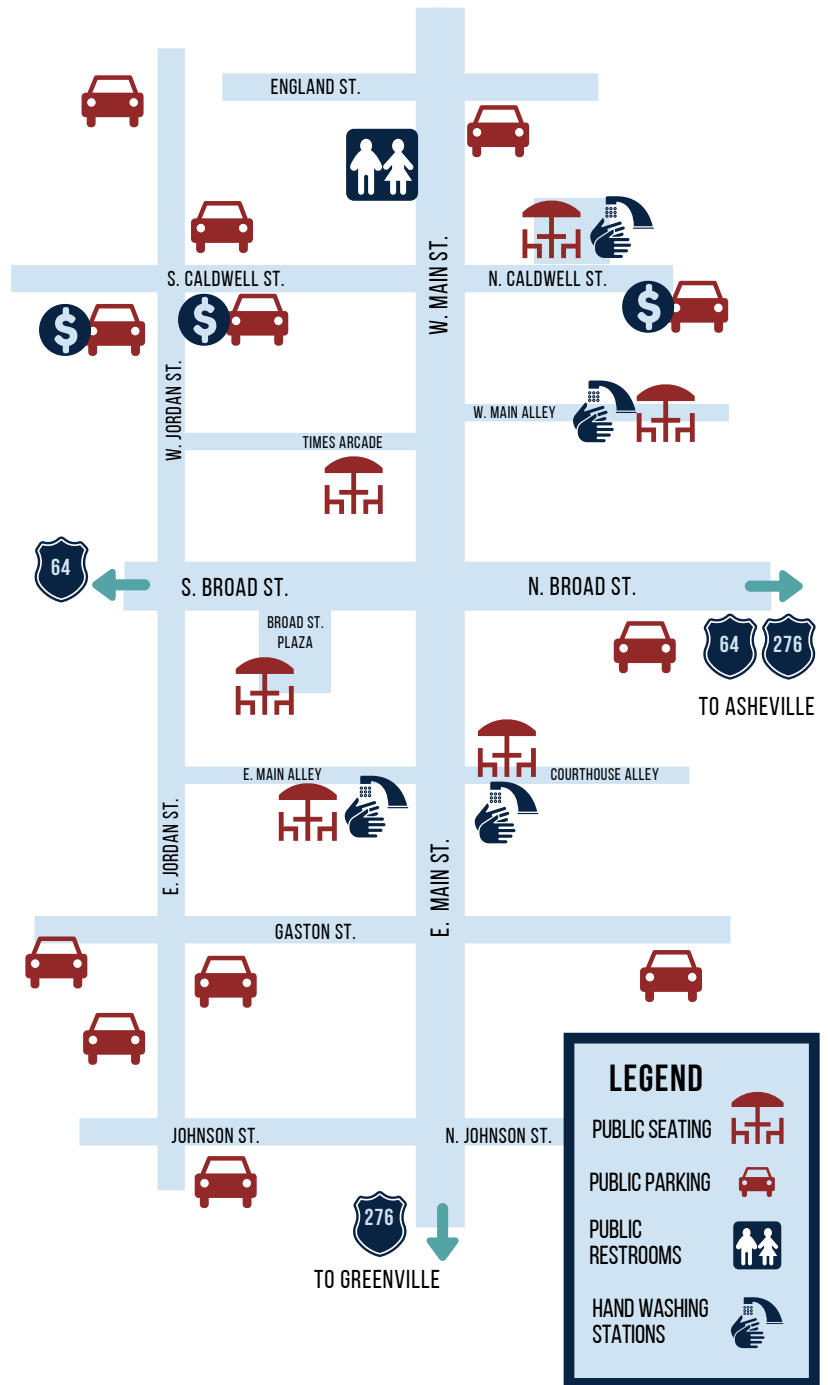 ENGLAND ST.
S. CALDWELL ST.
N. CALDWELL ST.
W. MAIN ST.
$
$
$
W. JORDAN ST.
W. MAIN ALLEY
TIMES ARCADE
64
S. BROAD ST.
N. BROAD ST.
BROAD ST.
PLAZA
64
276
TO ASHEVILLE
E. MAIN ALLEY
COURTHOUSE ALLEY
E. JORDAN ST.
E. MAIN ST.
GASTON ST.
JOHNSON ST.
N. JOHNSON ST.
276
TO GREENVILLE
LEGEND
PUBLIC SEATING
PUBLIC PARKING
PUBLIC
RESTROOMS
HAND WASHING
STATIONS